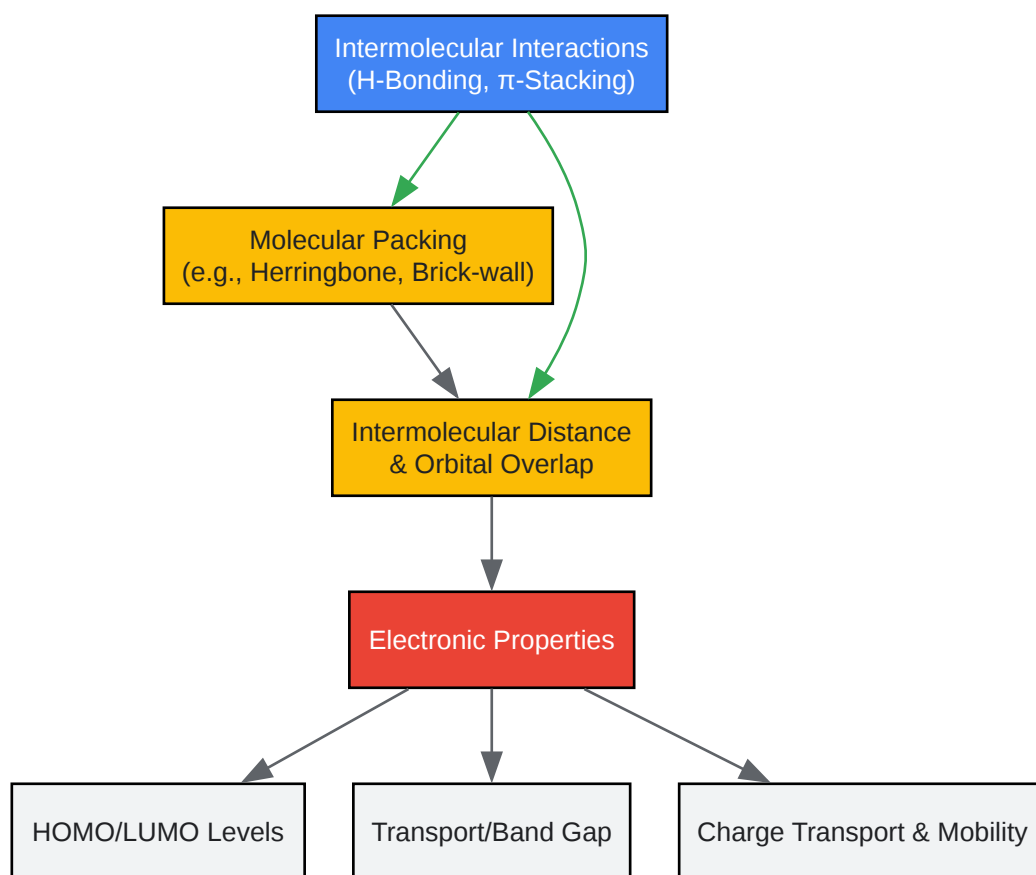 Intermolecular Interactions
(H-Bonding, π-Stacking)
Molecular Packing
(e.g., Herringbone, Brick-wall)
Intermolecular Distance
& Orbital Overlap
Electronic Properties
HOMO/LUMO Levels
Transport/Band Gap
Charge Transport & Mobility